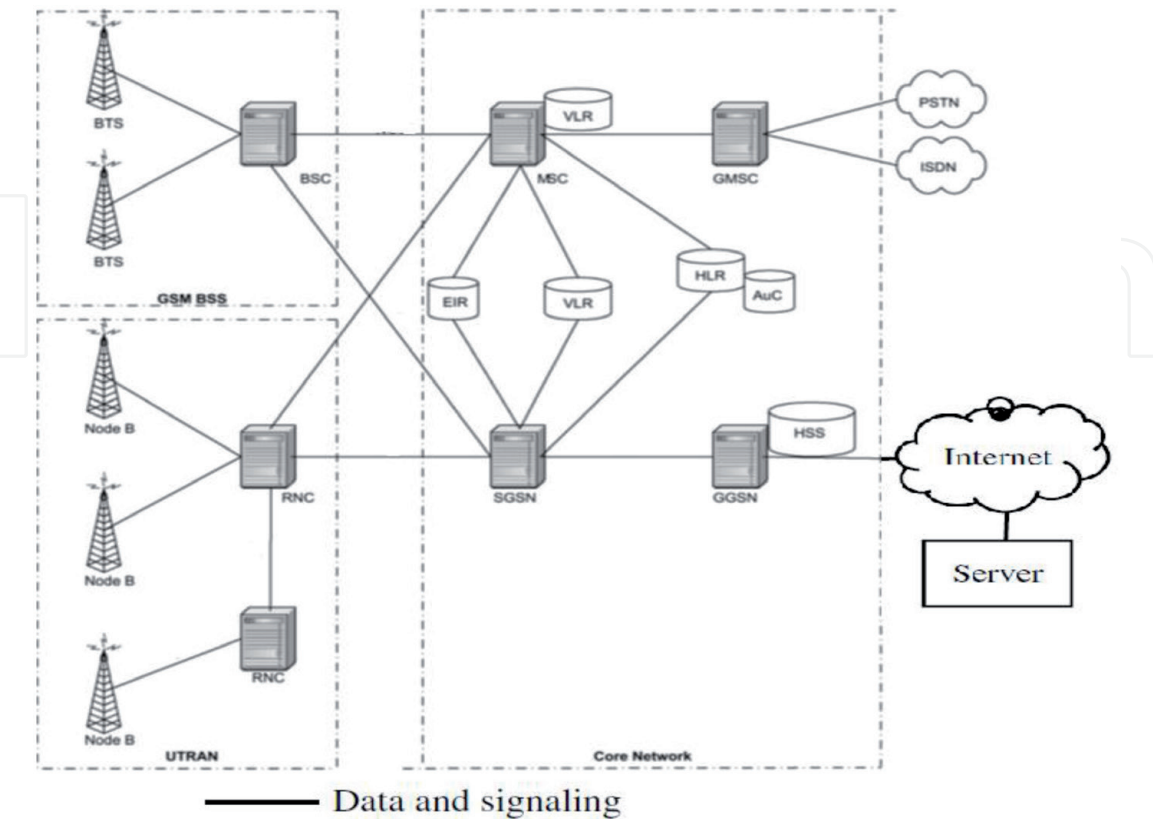 BTS
BTS
BSC
GSM BSS
VLR
MSC
GMSC
PSTN
ISDN
EIR
VLR
HLR
AuC
Node B
Node B
RNC
RNC
Node B
UTRAN
SGSN
GGSN
HSS
Core Network
Internet
Server
Data and signaling